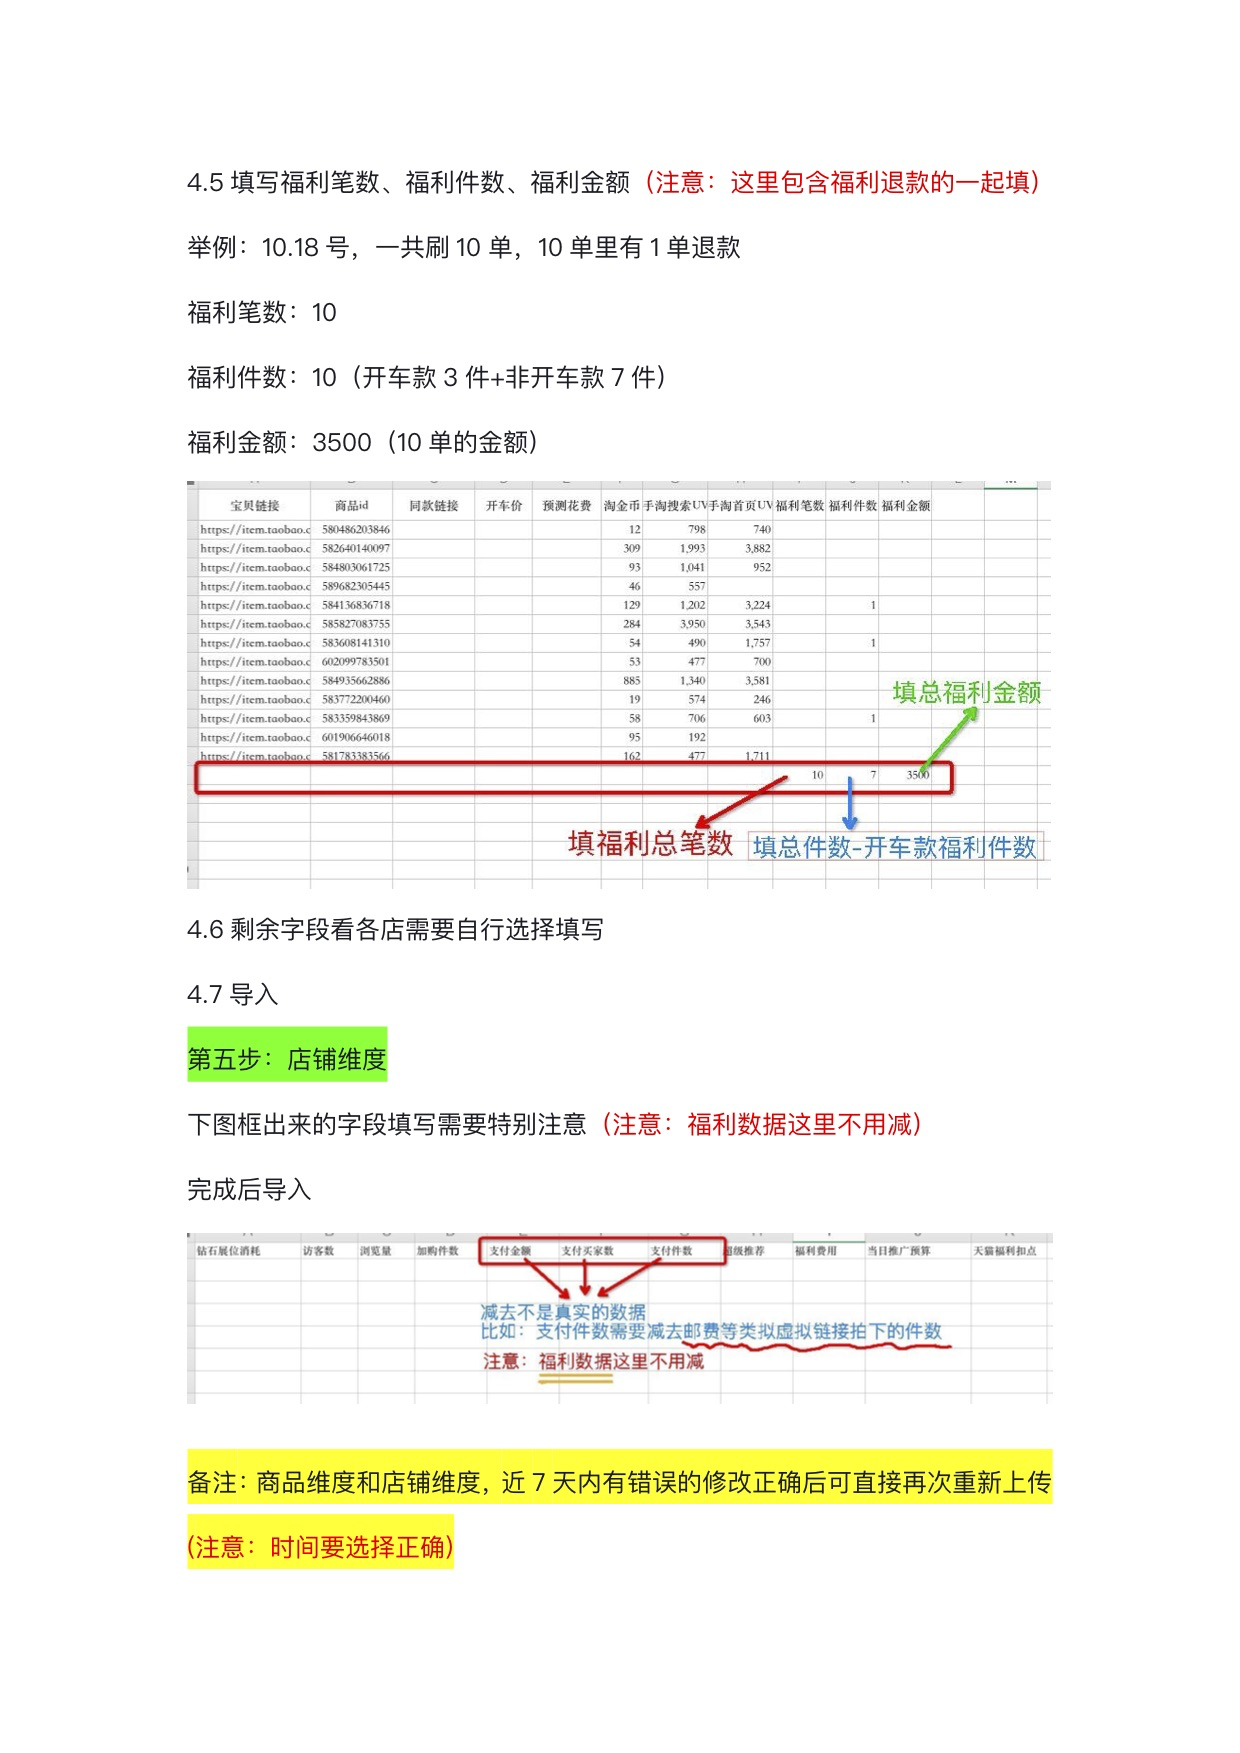 4.5 填写福利笔数、福利件数、福利金额（注意：这里包含福利退款的一起填）
举例：10.18 号，一共刷 10 单，10 单里有 1 单退款
福利笔数：10
福利件数：10（开车款 3 件+非开车款 7 件）
福利金额：3500（10 单的金额）
宝贝链接 商品id 同款链接 开车价 预测花费 淘金币 手淘搜索UV 手淘首页UV 福利笔数 福利件数 福利金额
https://item.taobao.c 580486203846 12 798 740
https://item.taobao.c 582640140097 309 1,993 3,882
https://item.taobao.c 584803061725 93 1,041 952
https://item.taobao.c 589682305445 46 557
https://item.taobao.c 584136836718 129 1,202 3,224 1
https://item.taobao.c 585827083755 284 3,950 3,543
https://item.taobao.c 583608141310 54 490 1,757 1
https://item.taobao.c 602099783501 53 477 700
https://item.taobao.c 584935662886 885 1,340 3,581
填总福利金额
https://item.taobao.c 583772200460 19 574 246
https://item.taobao.c 583359843869 58 706 603 1
https://item.taobao.c 601906646018 95 192
https://item.taobao.c 581783383566 162 477 1,711
10 7 3500
填福利总笔数 填总件数-开车款福利件数
4.6 剩余字段看各店需要自行选择填写
4.7 导入
第五步：店铺维度
下图框出来的字段填写需要特别注意（注意：福利数据这里不用减）
完成后导入
钻石展位消耗 访客数 浏览量 加购件数 支付金额 支付买家数 支付件数 超级推荐 福利费用 当日推广预算 天猫福利扣点
减去不是真实的数据
比如：支付件数需要减去邮费等类拟虚拟链接拍下的件数
注意：福利数据这里不用减
备注：商品维度和店铺维度，近 7 天内有错误的修改正确后可直接再次重新上传
(注意：时间要选择正确)